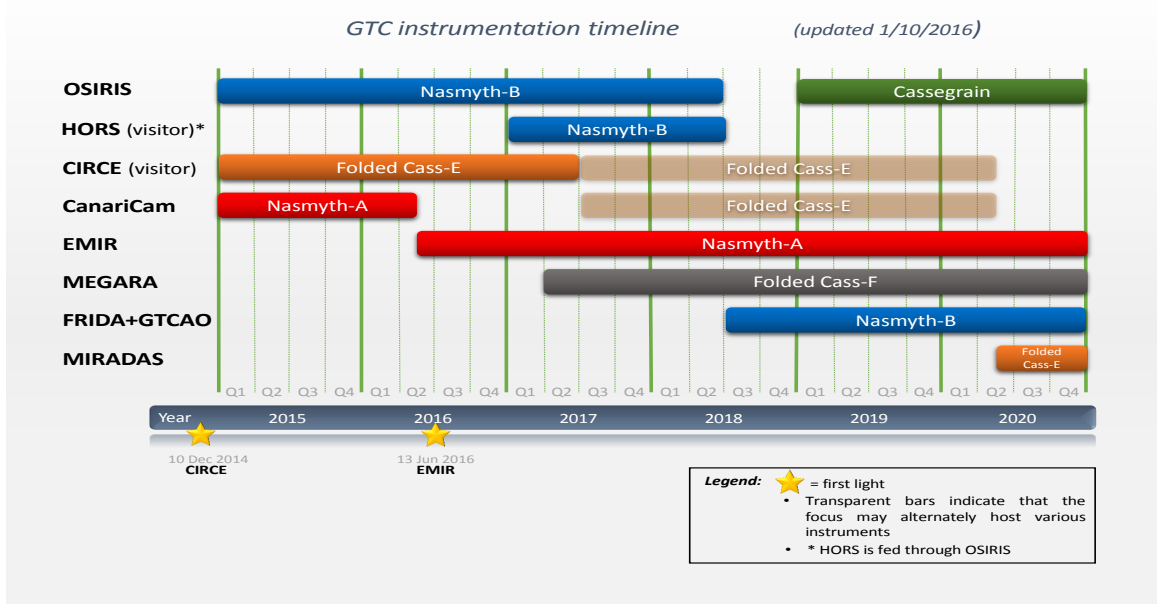 GTC instrumentation timeline (updated 1/10/2016)
OSIRIS Nasmyth-B Cassegrain
HORS (visitor)* Nasmyth-B
CIRCE (visitor) Folded Cass-E Folded Cass-E
CanariCam Nasmyth-A Folded Cass-E
EMIR Nasmyth-A
MEGARA Folded Cass-F
FRIDA+GTCAO Nasmyth-B
MIRADAS Folded
Cass-E
Q1 Q2 Q3 Q4 Q1 Q2 Q3 Q4 Q1 Q2 Q3 Q4 Q1 Q2 Q3 Q4 Q1 Q2 Q3 Q4 Q1 Q2 Q3 Q4
Year 2015 2016 2017 2018 2019 2020
10 Dec 2014 13 Jun 2016
CIRCE EMIR
Legend: = first light
• Transparent bars indicate that the
focus may alternately host various
instruments
• * HORS is fed through OSIRIS